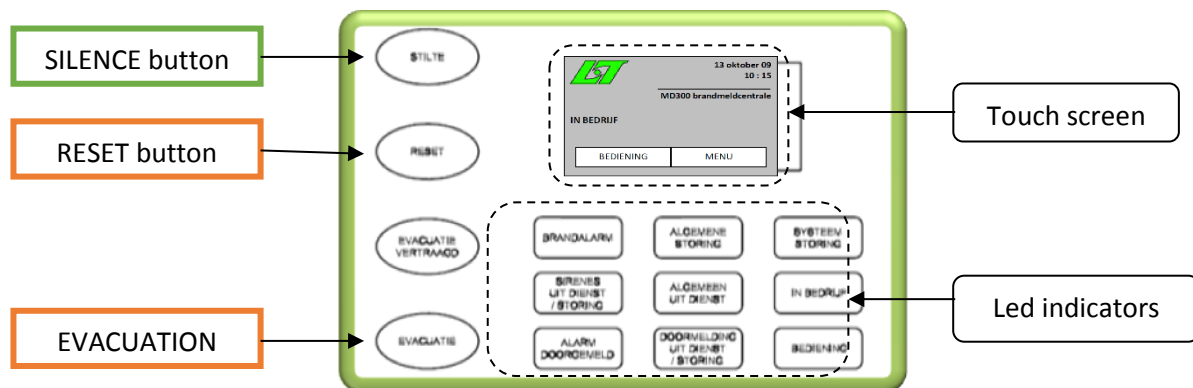 SILENCE button
STILTE
13 oktober 09
10 : 15
MD300 brandmeldcentrale
Touch screen
IN BEDRIJF
RESET button
RESET
BEDIENING
MENU
EVACUATIE
VERTRAAGD
BRANDALARM
ALGEMENE
STORING
SYSTEEM
STORING
SIRENES
UIT DIENST
/ STORING
ALGEMEEN
UIT DIENST
IN BEDRIJF
Led indicators
EVACUATION
EVACUATIE
ALARM
DOORGEMELD
DOORMELDING
UIT DIENST
/ STORING
BEDIENING